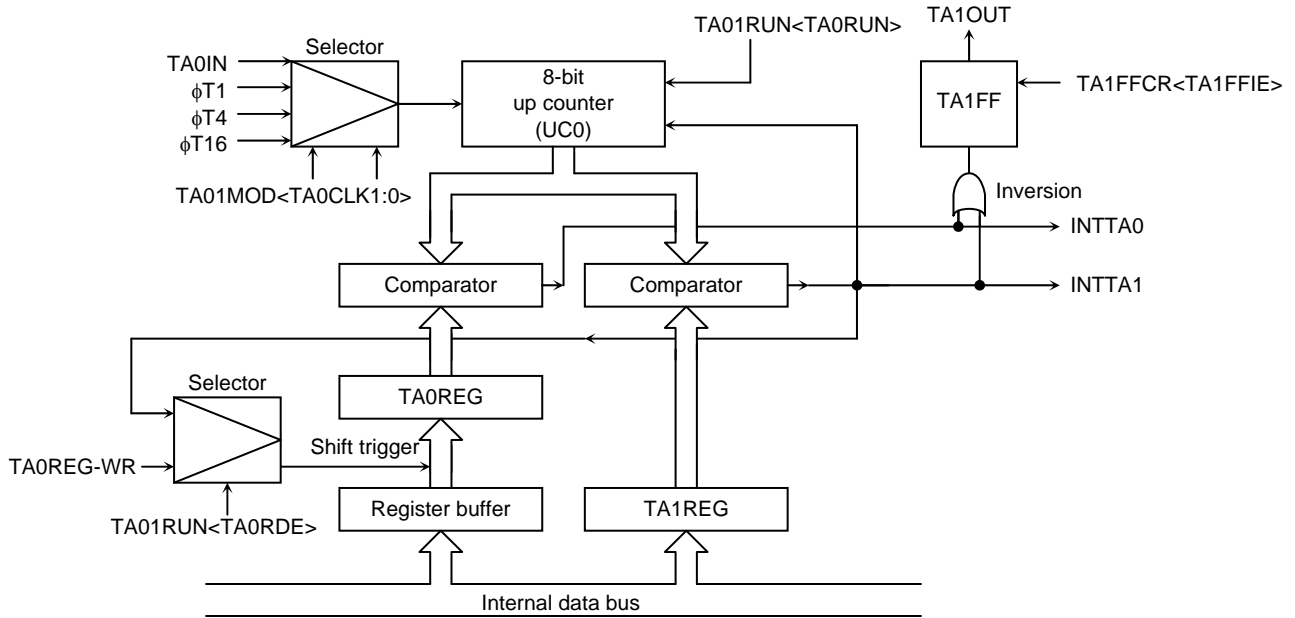 TA01RUN<TA0RUN>
TA1OUT
Selector
TA0IN
ϕT1
ϕT4
ϕT16
8-bit
up counter
(UC0)
TA1FF
TA1FFCR<TA1FFIE>
TA01MOD<TA0CLK1:0>
Inversion
INTTA0
Comparator
Comparator
INTTA1
Selector
TA0REG
Shift trigger
TA0REG-WR
Register buffer
TA1REG
TA01RUN<TA0RDE>
Internal data bus